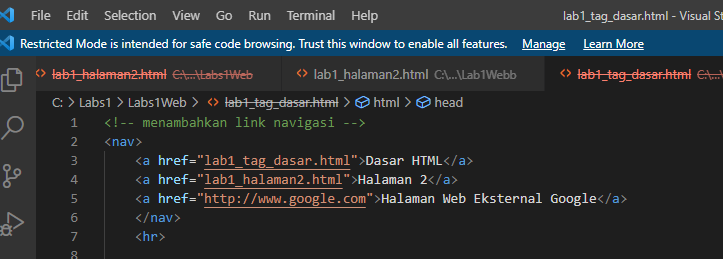 File Edit Selection View Go Run Terminal Help lab1_tag_dasar.html - Visual St
Restricted Mode is intended for safe code browsing. Trust this window to enable all features. Manage Learn More
lab1_halaman2.html C:\...\Labs1Web lab1_halaman2.html C:\...\Lab1Webb lab1_tag_dasar.html C:\...\
C: > Labs1 > Labs1Web > lab1_tag_dasar.html > html > head
1 <!-- menambahkan link navigasi -->
2 <nav>
3 <a href="lab1_tag_dasar.html">Dasar HTML</a>
4 <a href="lab1_halaman2.html">Halaman 2</a>
5 <a href="http://www.google.com">Halaman Web Eksternal Google</a>
6 </nav>
7 <hr>
8